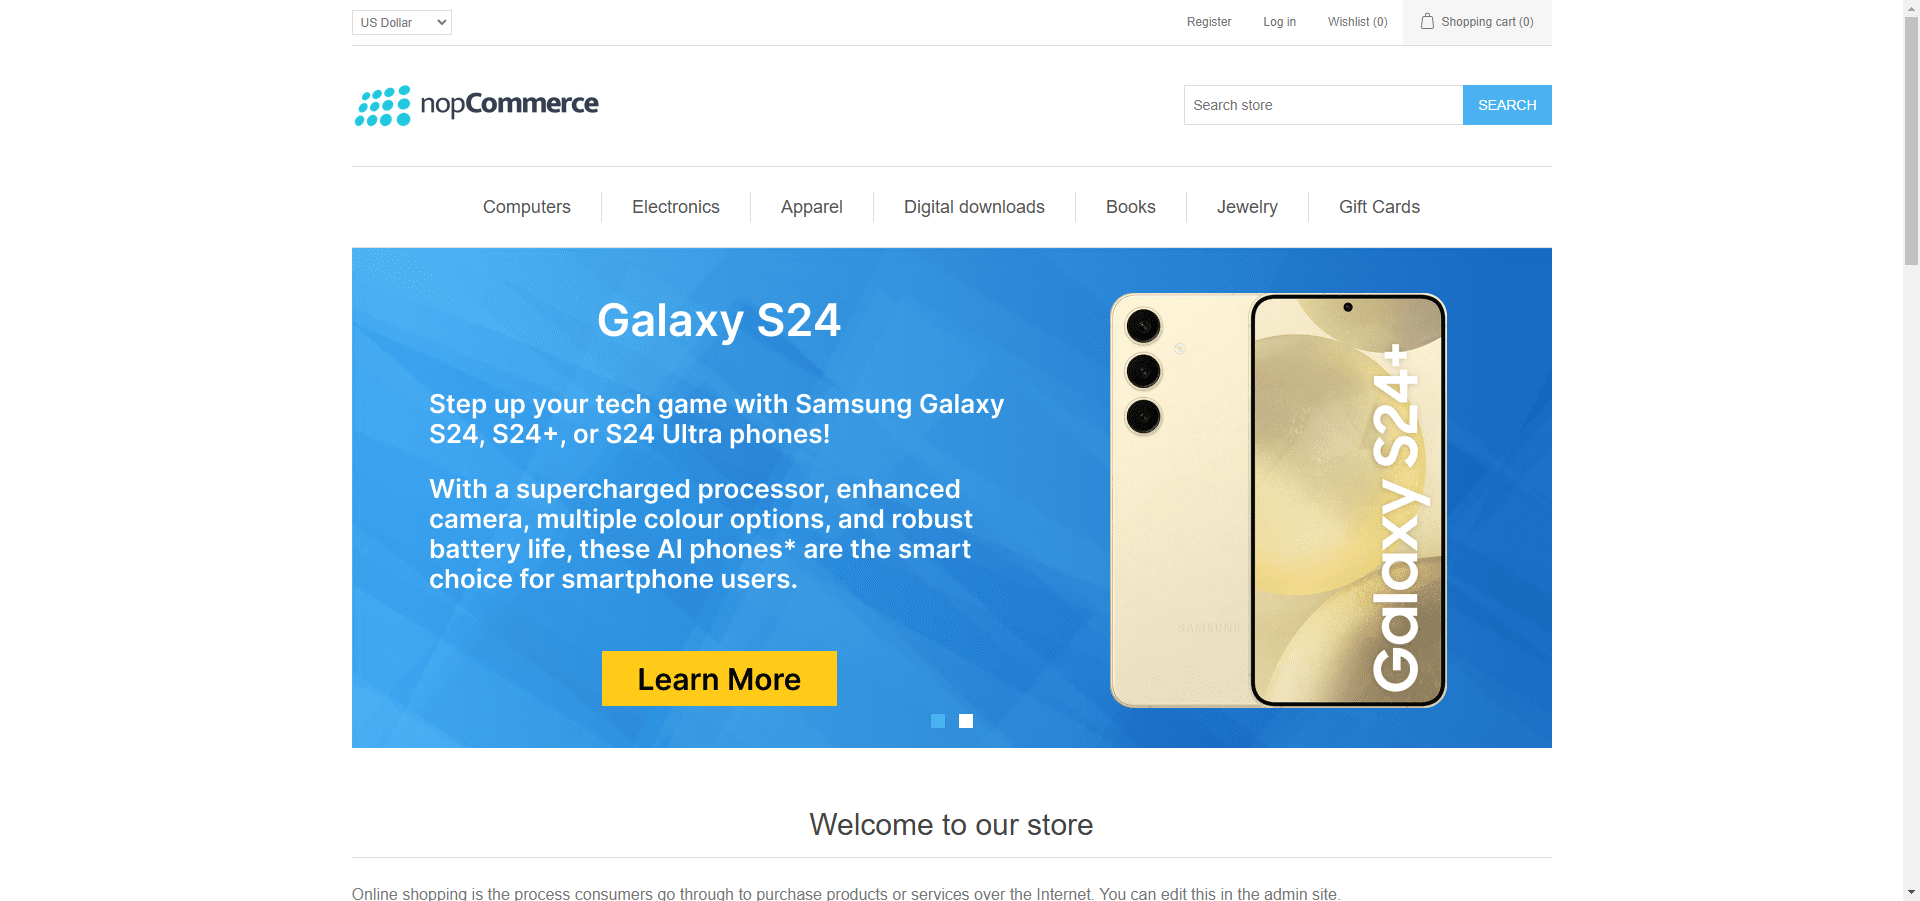 US Dollar
Register
Log in
Wishlist (0)
Shopping cart (0)
nopCommerce
Search store
SEARCH
Computers
Electronics
Apparel
Digital downloads
Books
Jewelry
Gift Cards
Galaxy S24
Step up your tech game with Samsung Galaxy
S24, S24+, or S24 Ultra phones!
With a supercharged processor, enhanced
camera, multiple colour options, and robust
battery life, these AI phones* are the smart
choice for smartphone users.
Learn More
SAMSUNG
Galaxy S24+
Welcome to our store
Online shopping is the process consumers go through to purchase products or services over the Internet. You can edit this in the admin site.